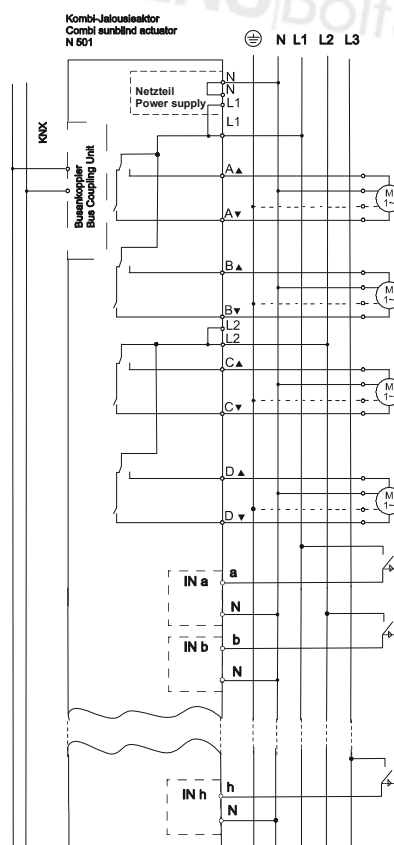 Kombi-Jalousieaktor
Combi sunblind actuator
N 501
N L1 L2 L3
KNX
Busankoppler
Bus Coupling Unit
Netzteil
Power supply
N
N
L1
L1
A▲
M
1~
A▼
B▲
M
1~
B▼
L2
L2
C▲
M
1~
C▼
D▲
M
1~
D▼
IN a
a
N
IN b
b
N
IN h
h
N